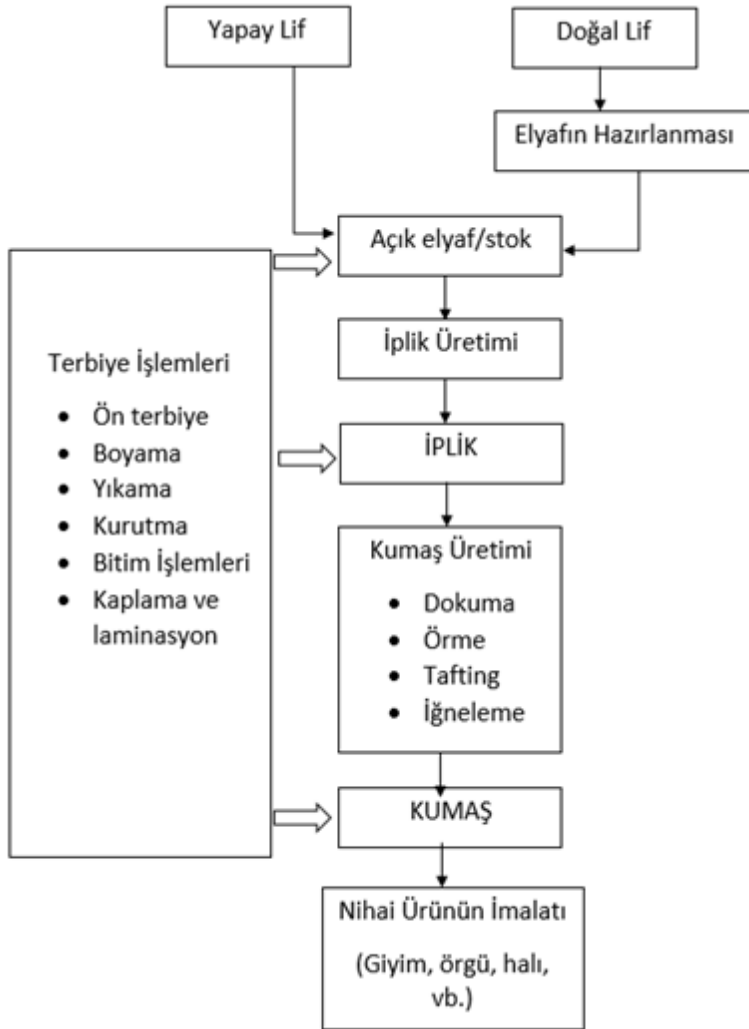 Yapay Lif
Doğal Lif
Elyafın Hazırlanması
Açık elyaf/stok
İplik Üretimi
Terbiye İşlemleri
• Ön terbiye
• Boyama
• Yıkama
• Kurutma
• Bitim İşlemleri
• Kaplama ve
laminasyon
İPLİK
Kumaş Üretimi
• Dokuma
• Örme
• Tafting
• İğneleme
KUMAŞ
Nihai Ürünün İmalatı
(Giyim, örgü, halı,
vb.)